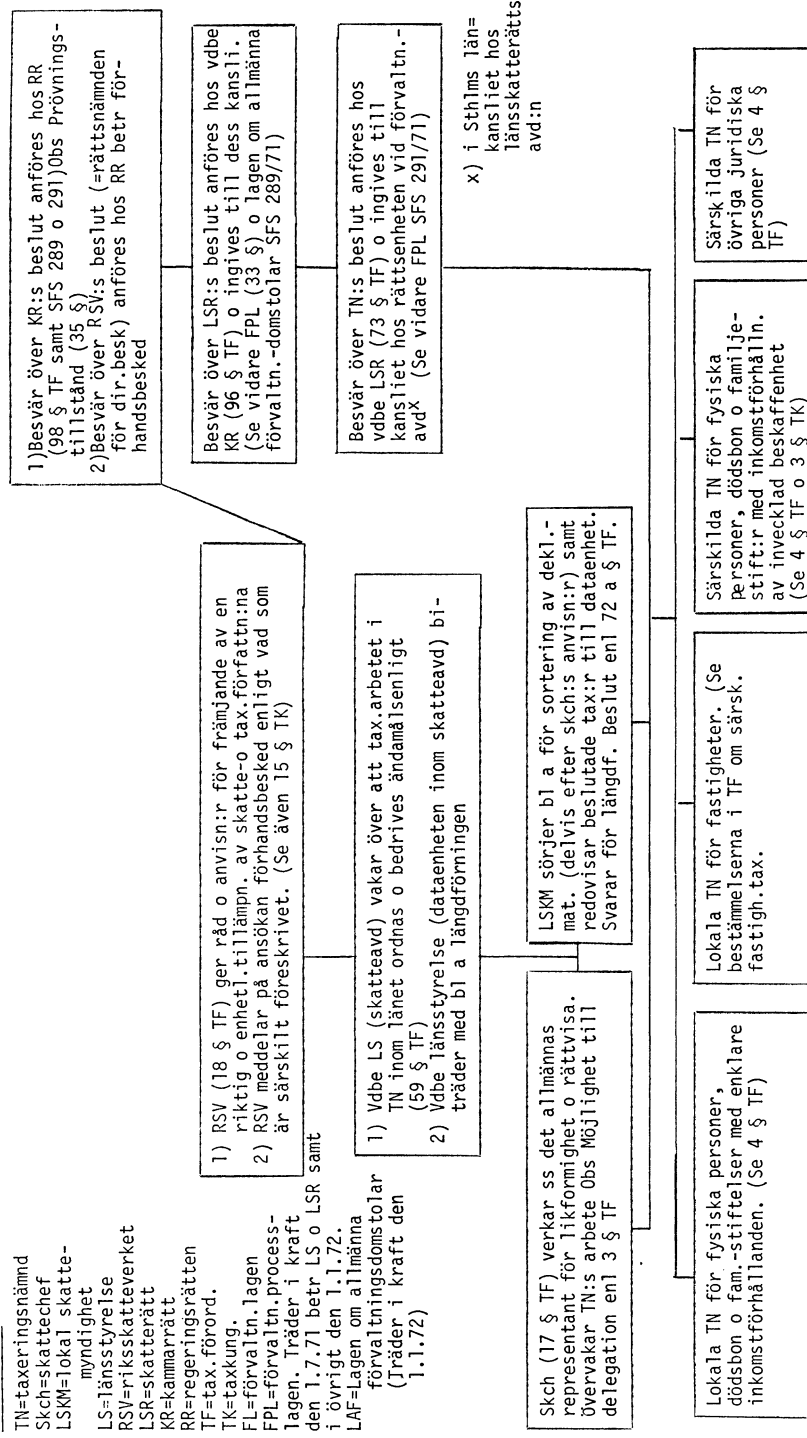 TN=taxeringsnämnd
Skch=skattechef
LSKM=lokal skatte-
myndighet
LS=länsstyrelse
RSV=riksskatteverket
LSR=skatterätt
KR=kammarrätt
RR=regeringsrätten
TF=tax.förord.
TK=taxkung.
FL=förvaltn.lagen
FPL=förvaltn.process-
lagen. Träder i kraft
den 1.7.71 betr LS o LSR samt
i övrigt den 1.1.72.
LAF=Lagen om allmänna
förvaltningsdomstolar
(Träder i kraft den
1.1.72)
1) RSV (18 § TF) ger råd o anvisn:r för främjande av en
riktig o enhetl.tillämpn. av skatte-o tax.författn:na
2) RSV meddelar på ansökan förhandsbesked enligt vad som
är särskilt föreskrivet. (Se även 15 § TK)
1) Vdbe LS (skatteavd) vakar över att tax.arbetet i
TN inom länet ordnas o bedrives ändamålsenligt
(59 § TF)
2) Vdbe länsstyrelse (dataenheten inom skatteavd) bi-
träder med bl a längdförningen
Skch (17 § TF) verkar ss det allmännas
representant för likformighet o rättvisa.
Övervakar TN:s arbete Obs Möjlighet till
delegation enl 3 § TF
LSKM sörjer bl a för sortering av dekl.-
mat. (delvis efter skch:s anvisn:r) samt
redovisar beslutade tax:r till dataenhet.
Svarar för längdf. Beslut enl 72 a § TF.
1)Besvär över KR:s beslut anföres hos RR
(98 § TF samt SFS 289 o 291)Obs Prövnings-
tillstånd (35 §)
2)Besvär över RSV:s beslut (=rättsnämnden
för dir.besk) anföres hos RR betr för-
handsbesked
Besvär över LSR:s beslut anföres hos vdbe
KR (96 § TF) o ingives till dess kansli.
(Se vidare FPL (33 §) o lagen om allmänna
förvaltn.-domstolar SFS 289/71)
Besvär över TN:s beslut anföres hos
vdbe LSR (73 § TF) o ingives till
kansliet hos rättsenheten vid förvaltn.-
avdX (Se vidare FPL SFS 291/71)
x) i Sthlms län=
kansliet hos
länsskatterätts
avd:n
Lokala TN för fysiska personer,
dödsbon o fam.-stiftelser med enklare
inkomstförhållanden. (Se 4 § TF)
Lokala TN för fastigheter. (Se
bestämmelserna i TF om särsk.
fastigh.tax.
Särskilda TN för fysiska
personer, dödsbon o familje-
stift:r med inkomstförhålln.
av invecklad beskaffenhet
(Se 4 § TF o 3 § TK)
Särskilda TN för
övriga juridiska
personer (Se 4 §
TF)